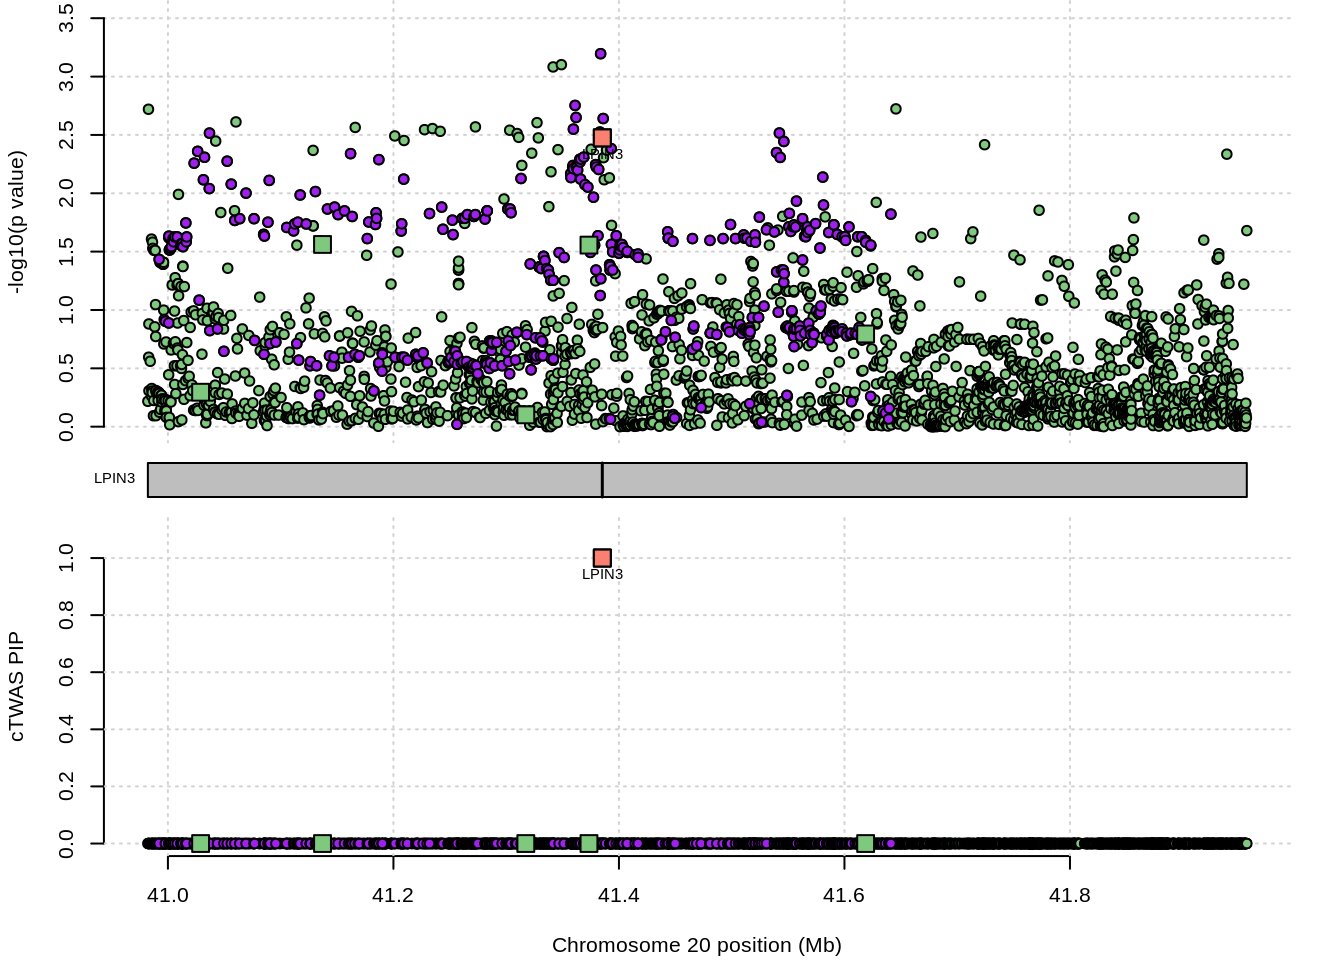 -log10(p value)
3.5
3.0
2.5
2.0
1.5
1.0
0.5
0.0
LPIN3
LPIN3
cTWAS PIP
1.0
0.8
0.6
0.4
0.2
0.0
LPIN3
41.0 41.2 41.4 41.6 41.8
Chromosome 20 position (Mb)